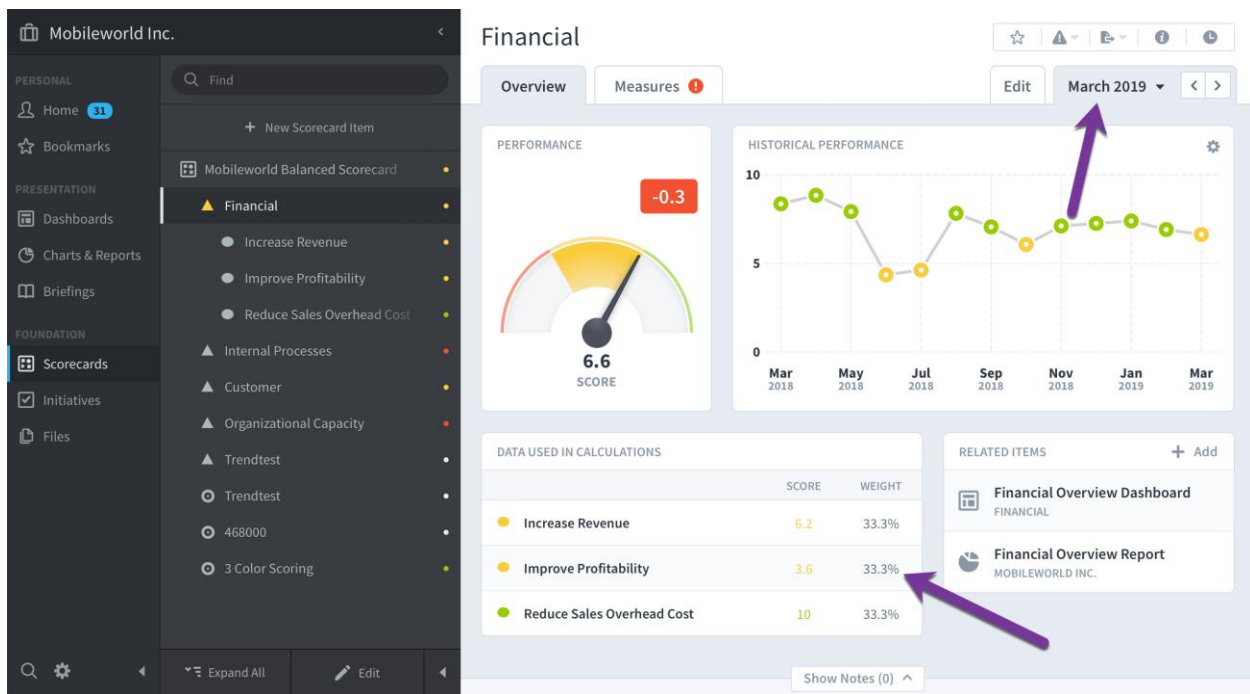 Mobileworld Inc.
PERSONAL
Home 31
Bookmarks
PRESENTATION
Dashboards
Charts & Reports
Briefings
FOUNDATION
Scorecards
Initiatives
Files
Find
+ New Scorecard Item
Mobileworld Balanced Scorecard
Financial
Increase Revenue
Improve Profitability
Reduce Sales Overhead Cost
Internal Processes
Customer
Organizational Capacity
Trendtest
Trendtest
468000
3 Color Scoring
Expand All
Edit
Financial
Overview
Measures
Edit
March 2019
PERFORMANCE
-0.3
6.6
SCORE
HISTORICAL PERFORMANCE
10
5
0
Mar May Jul Sep Nov Jan Mar
2018 2018 2018 2018 2018 2019 2019
DATA USED IN CALCULATIONS
SCORE WEIGHT
Increase Revenue 6.2 33.3%
Improve Profitability 3.6 33.3%
Reduce Sales Overhead Cost 10 33.3%
RELATED ITEMS
+ Add
Financial Overview Dashboard
FINANCIAL
Financial Overview Report
MOBILEWORLD INC.
Show Notes (0)